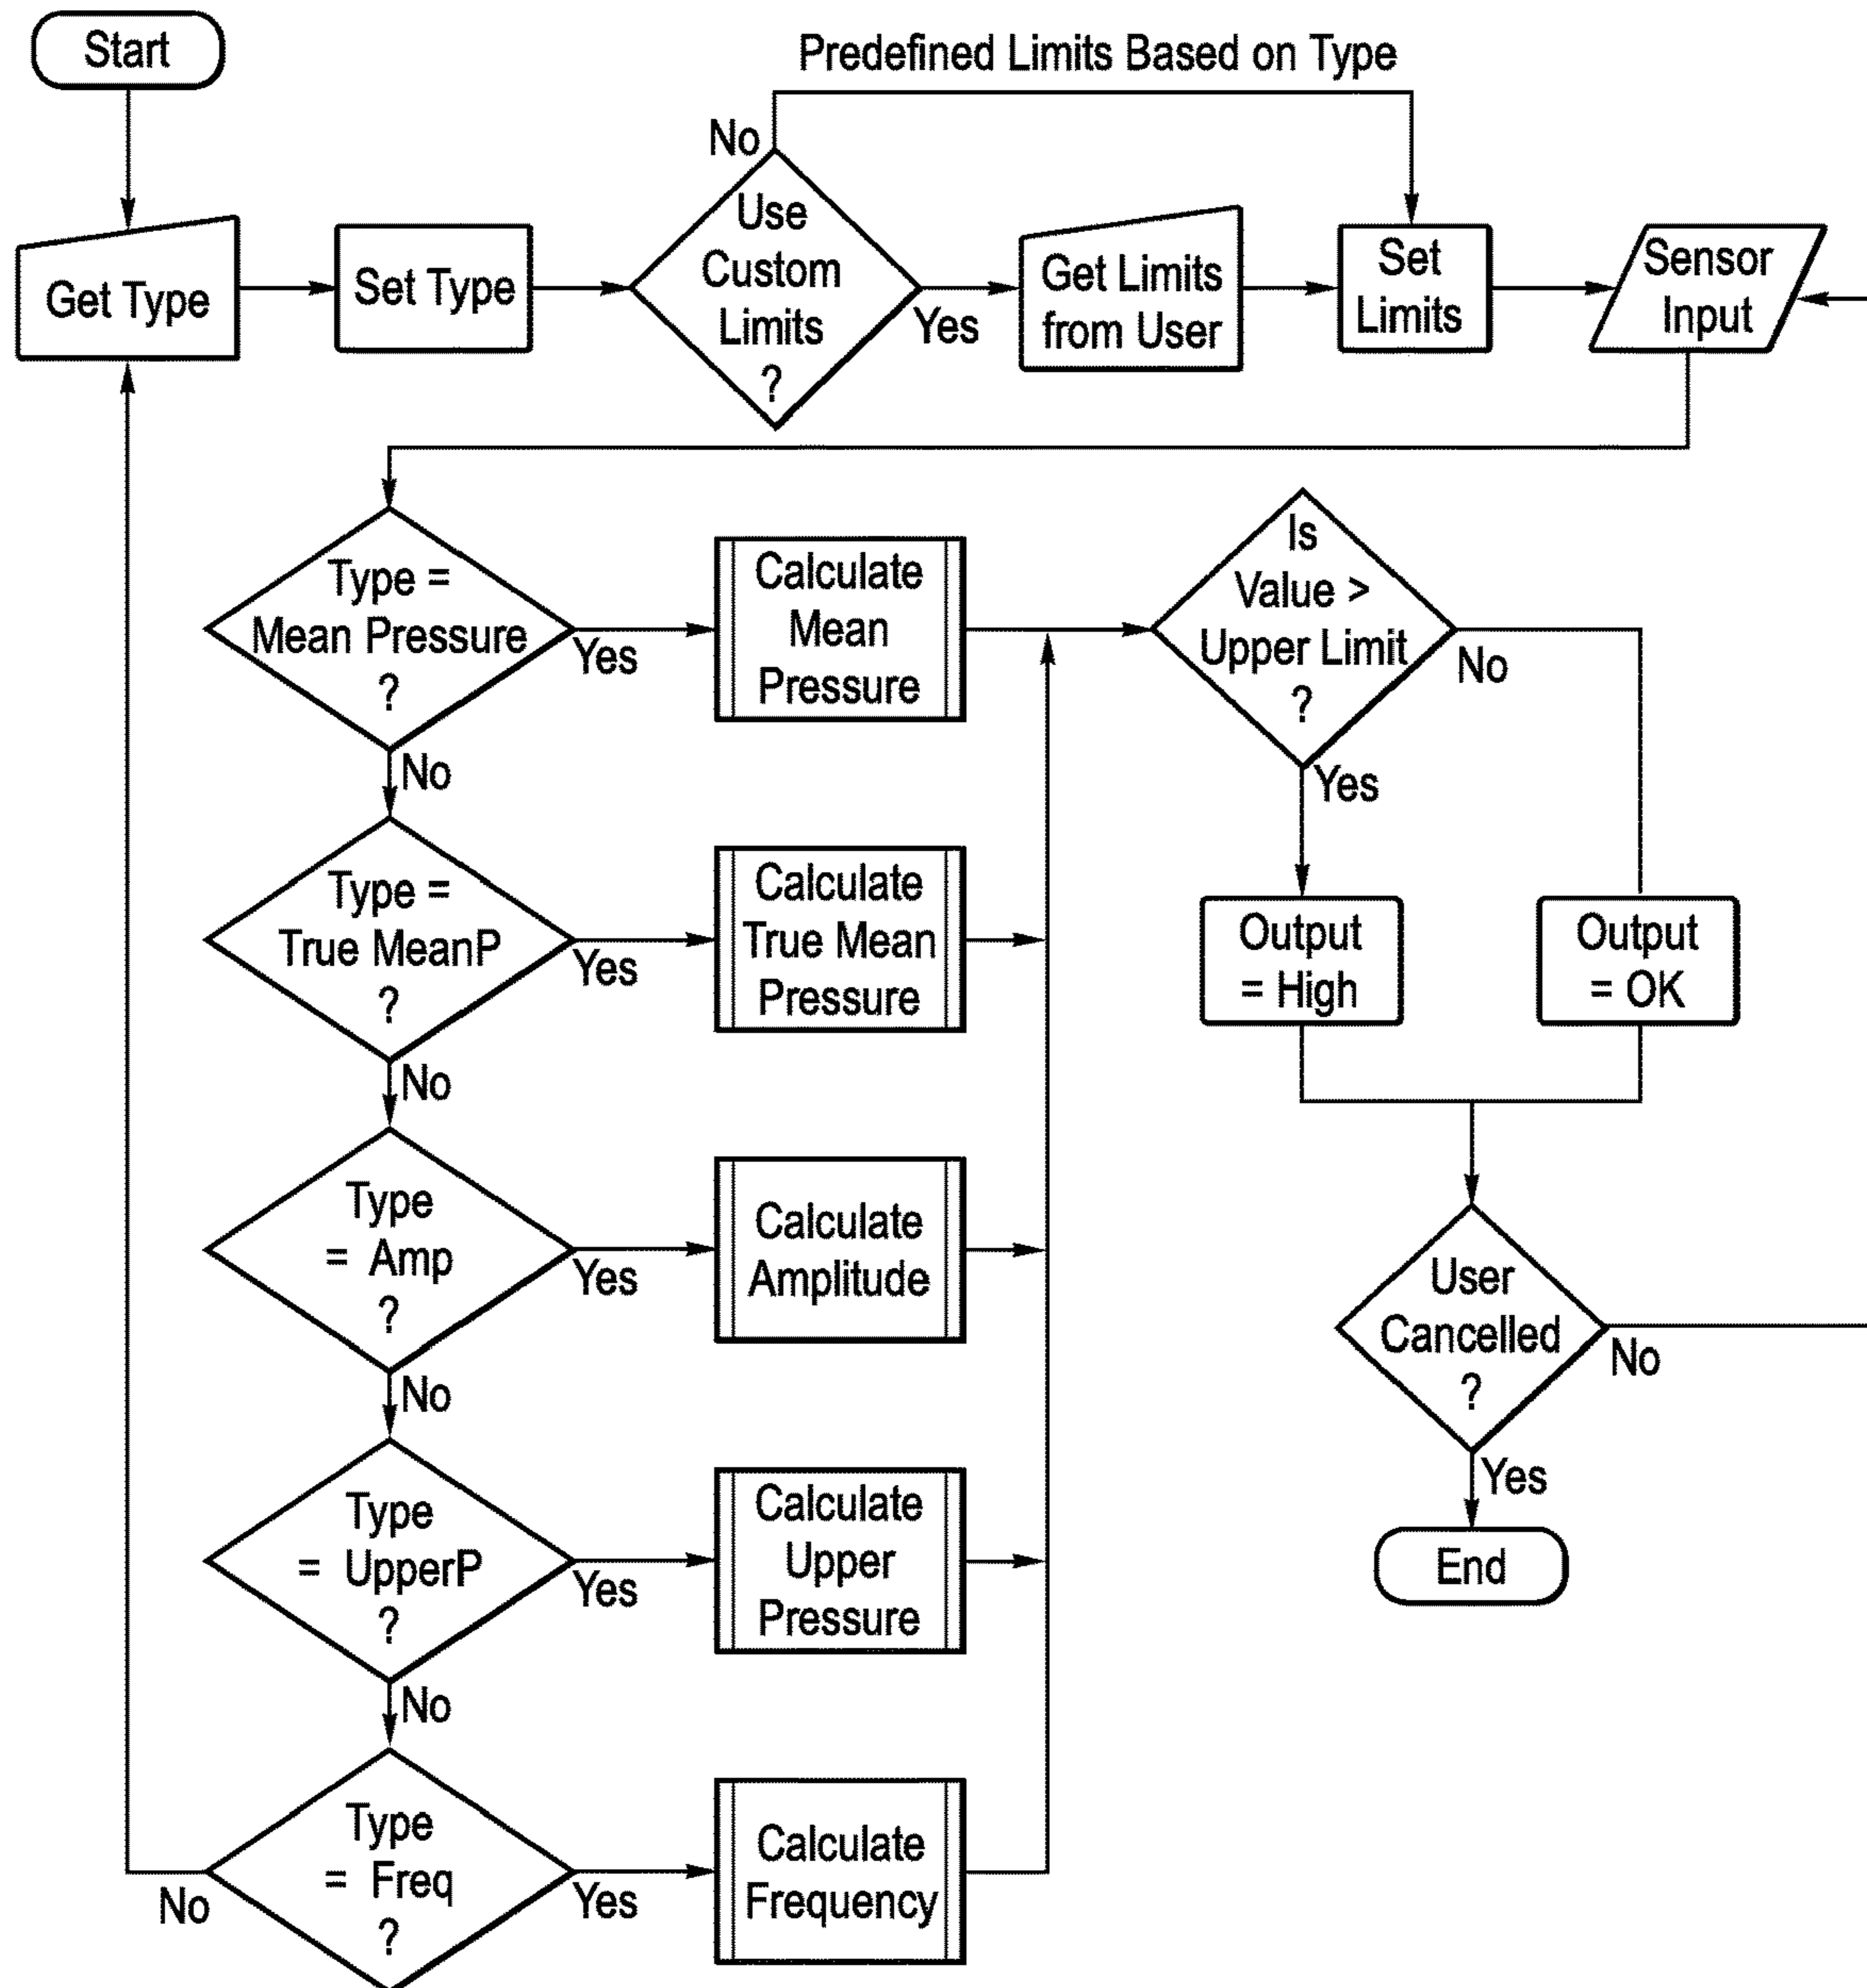 Start
Predefined Limits Based on Type
No
Get Type
Set Type
Use
Custom
Limits
?
Yes
Get Limits
from User
Set
Limits
Sensor
Input
Type =
Mean Pressure
?
Yes
No
Calculate
Mean
Pressure
Is
Value >
Upper Limit
?
No
Yes
Type =
True MeanP
?
Yes
No
Calculate
True Mean
Pressure
Output
= High
Output
= OK
Type
= Amp
?
Yes
No
Calculate
Amplitude
User
Cancelled
?
No
Yes
End
Type
= UpperP
?
Yes
No
Calculate
Upper
Pressure
Type
= Freq
?
No
Yes
Calculate
Frequency